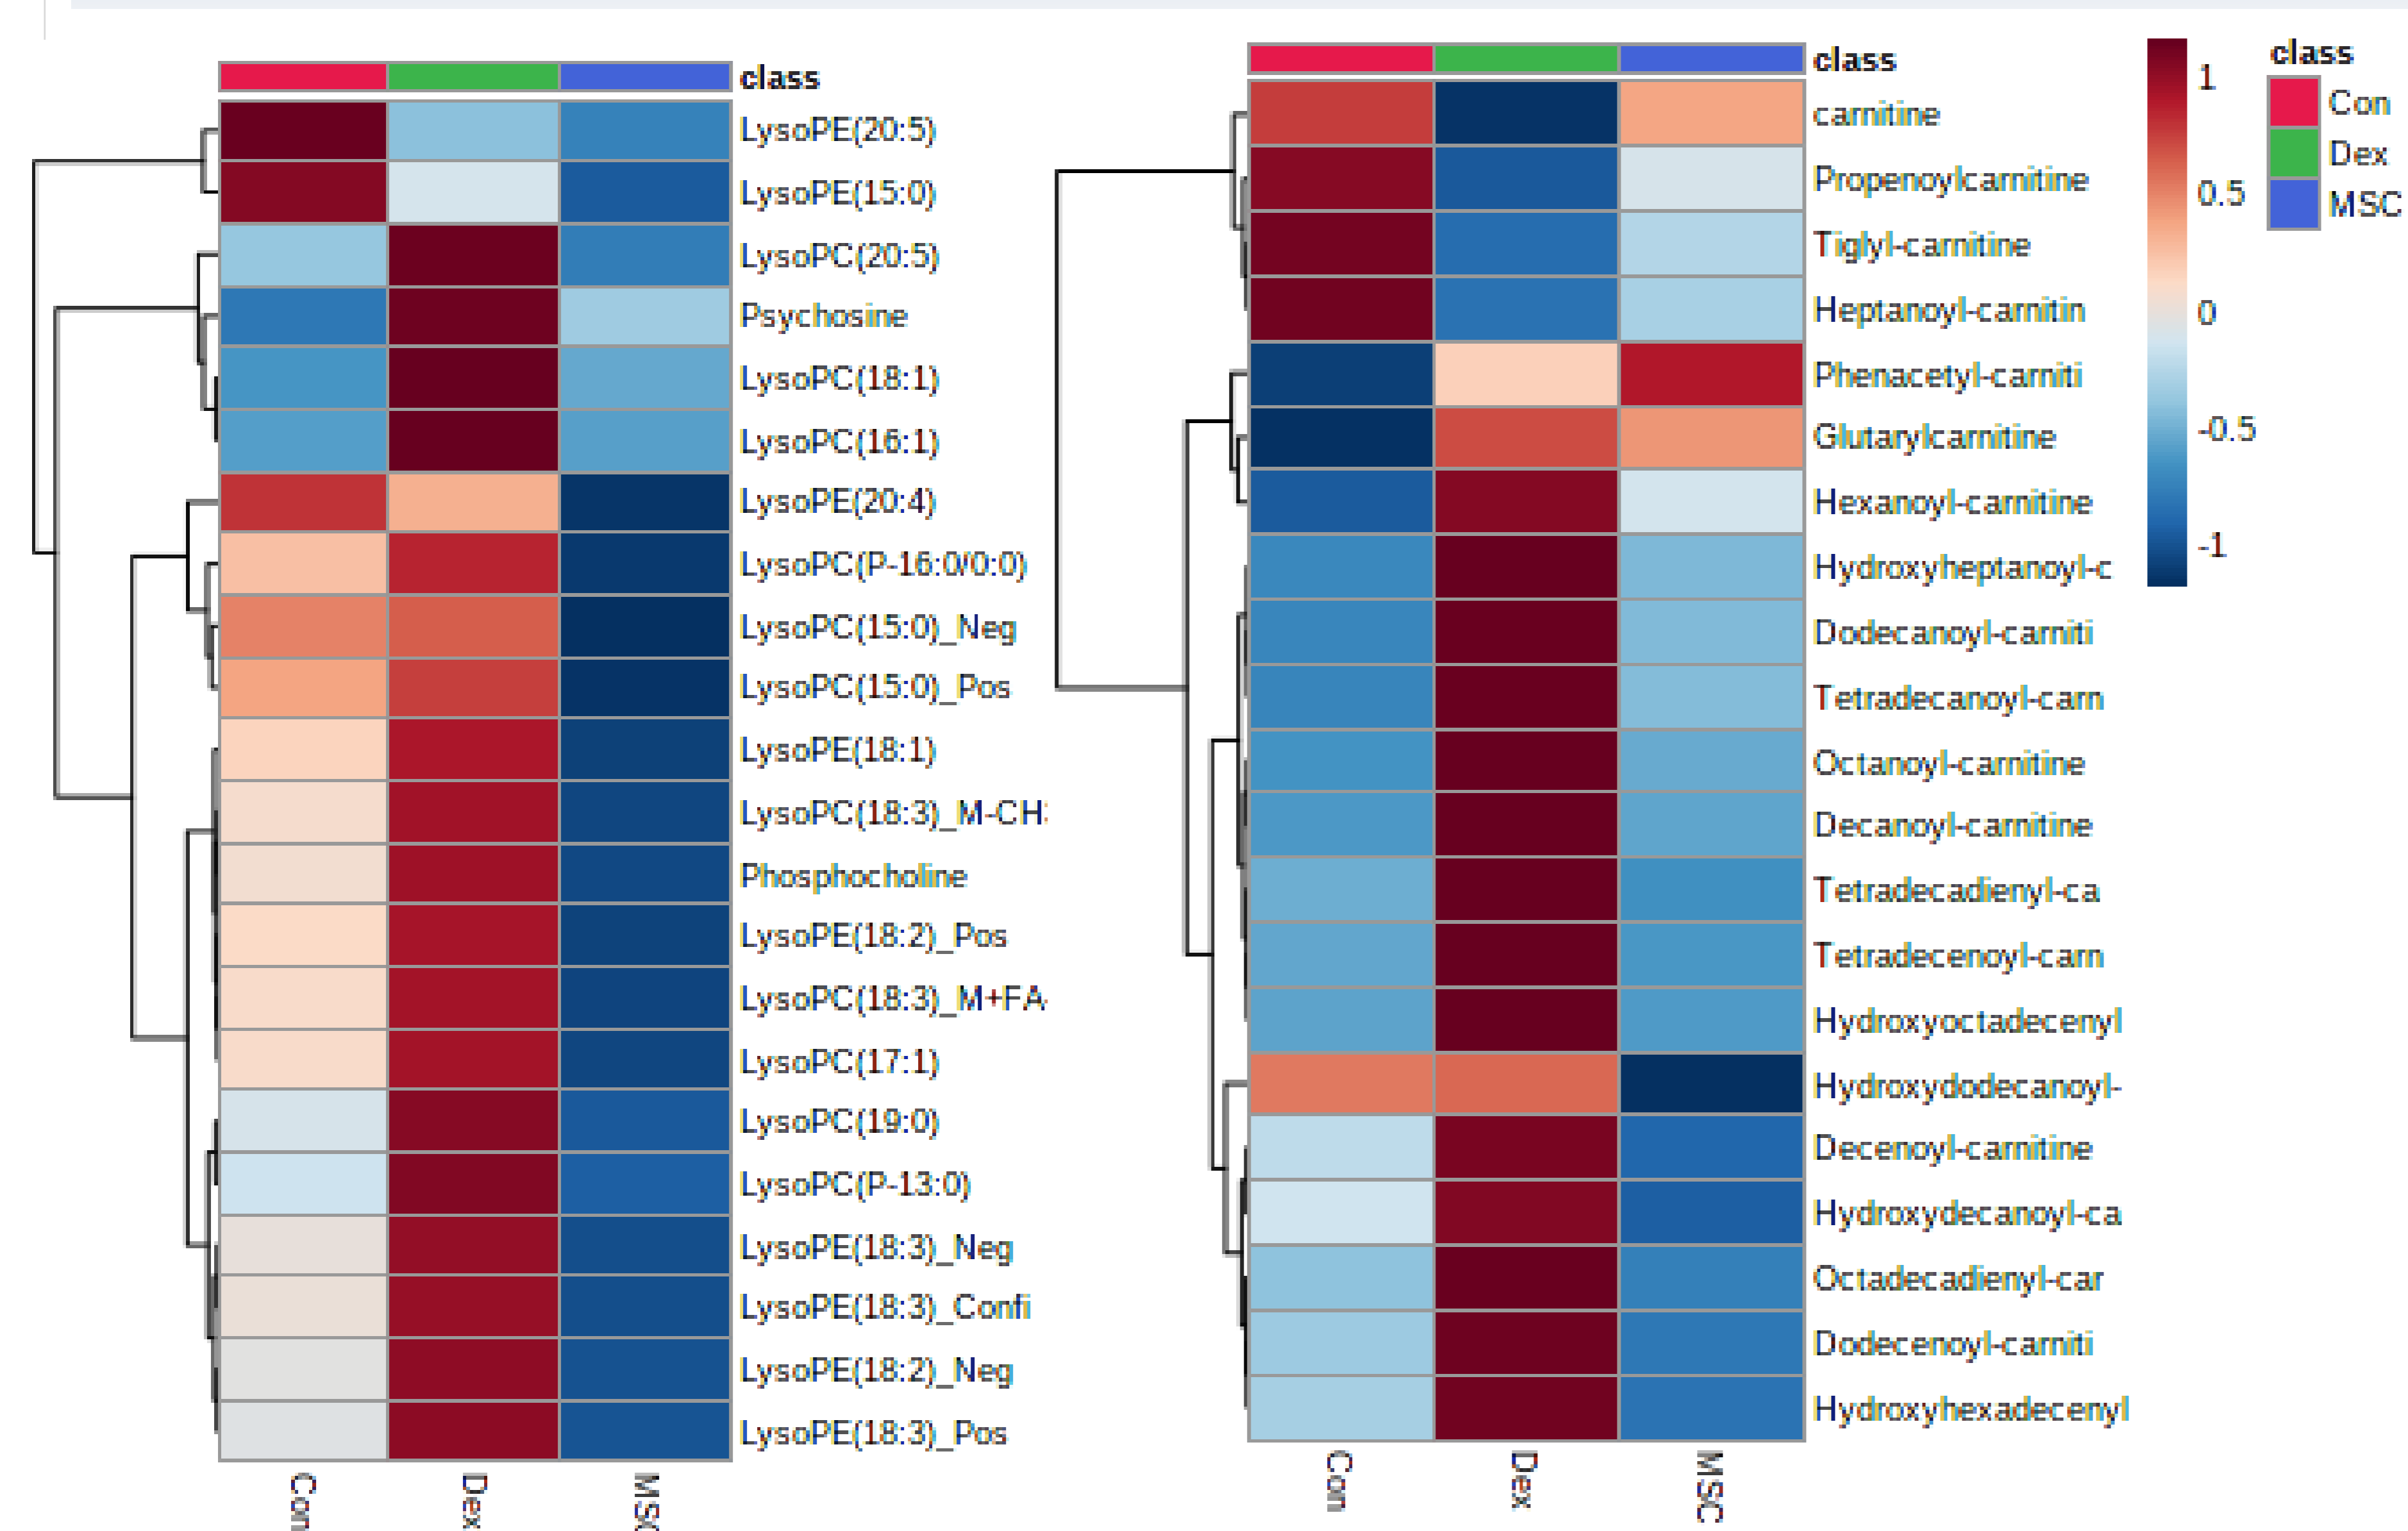 class
LysoPE(20:5)
LysoPE(15:0)
LysoPC(20:5)
Psychosine
LysoPC(18:1)
LysoPC(16:1)
LysoPE(20:4)
LysoPC(P-16:0/0:0)
LysoPC(15:0)_Neg
LysoPC(15:0)_Pos
LysoPE(18:1)
LysoPC(18:3)_M-CH
Phosphocholine
LysoPE(18:2)_Pos
LysoPC(18:3)_M+FA
LysoPC(17:1)
LysoPC(19:0)
LysoPC(P-13:0)
LysoPE(18:3)_Neg
LysoPE(18:3)_Confi
LysoPE(18:2)_Neg
LysoPE(18:3)_Pos
Con
Dex
MSC
class
carnitine
Propenoylcarnitine
Tiglyl-carnitine
Heptanoyl-carnitin
Phenacetyl-carniti
Glutarylcarnitine
Hexanoyl-carnitine
Hydroxyheptanoyl-c
Dodecanoyl-carniti
Tetradecanoyl-carn
Octanoyl-carnitine
Decanoyl-carnitine
Tetradecadienyl-ca
Tetradecenoyl-carn
Hydroxyoctadecenyl
Hydroxydodecanoyl-
Decenoyl-carnitine
Hydroxydecanoyl-ca
Octadecadienyl-car
Dodecenoyl-carniti
Hydroxyhexadecenyl
Con
Dex
MSC
1
0.5
0
-0.5
-1
class
Con
Dex
MSC